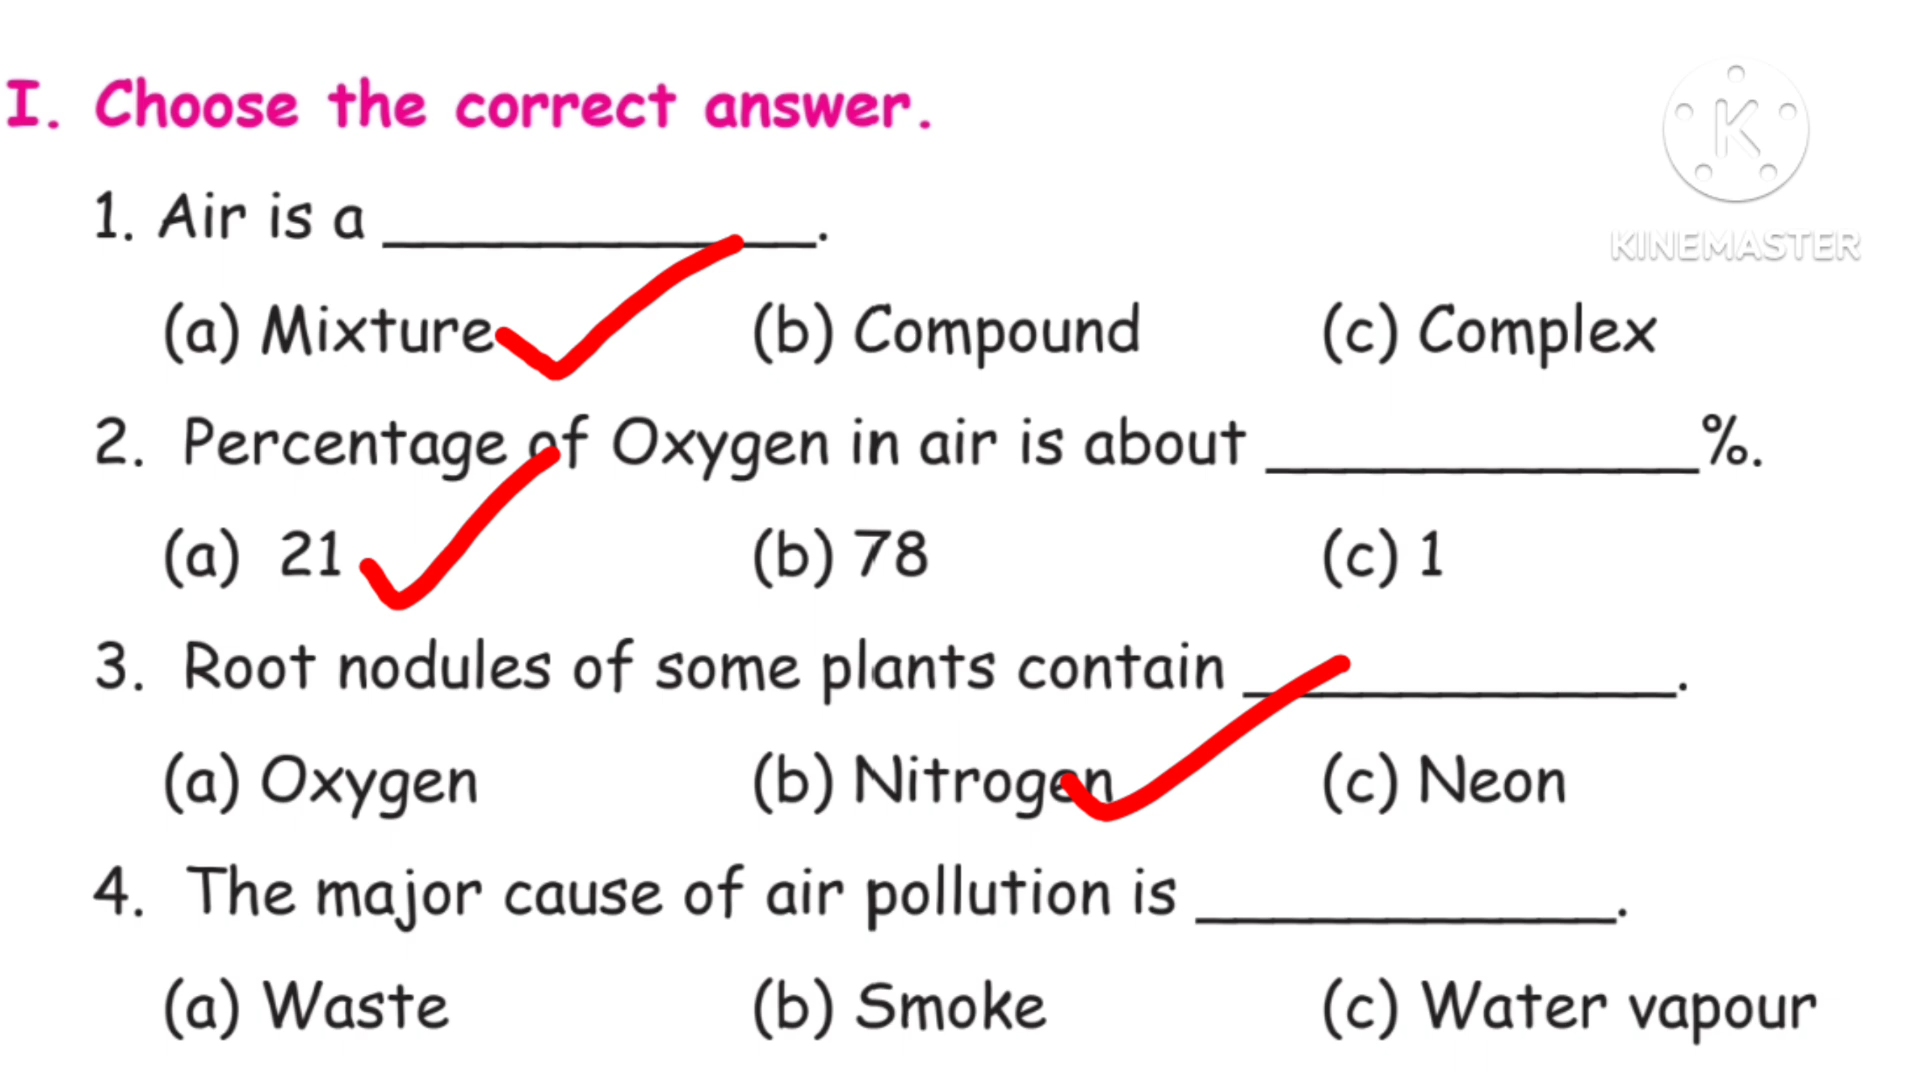 I. Choose the correct answer.
K
KINEMASTER
1. Air is a ____________.
(a) Mixture (b) Compound (c) Complex
2. Percentage of Oxygen in air is about ____________%.
(a) 21 (b) 78 (c) 1
3. Root nodules of some plants contain ____________.
(a) Oxygen (b) Nitrogen (c) Neon
4. The major cause of air pollution is ____________.
(a) Waste (b) Smoke (c) Water vapour